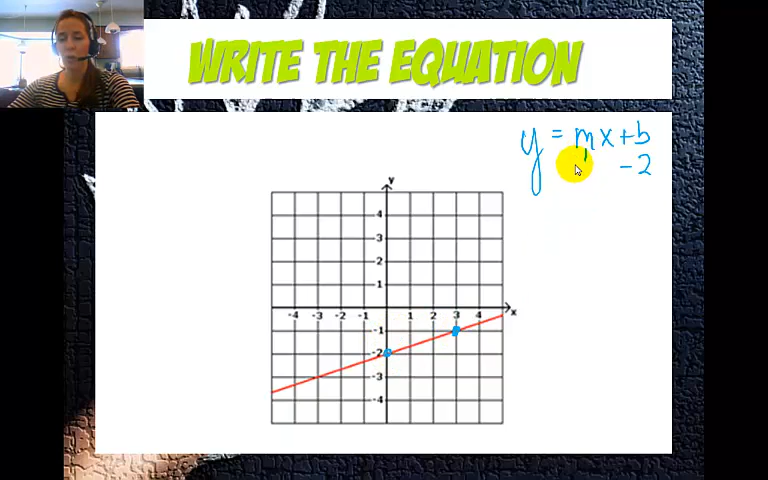 WRITE THE EQUATION
y = mx+b
1 -2
y
4
3
2
1
-4 -3 -2 -1 1 2 3 4 x
-1
-2
-3
-4